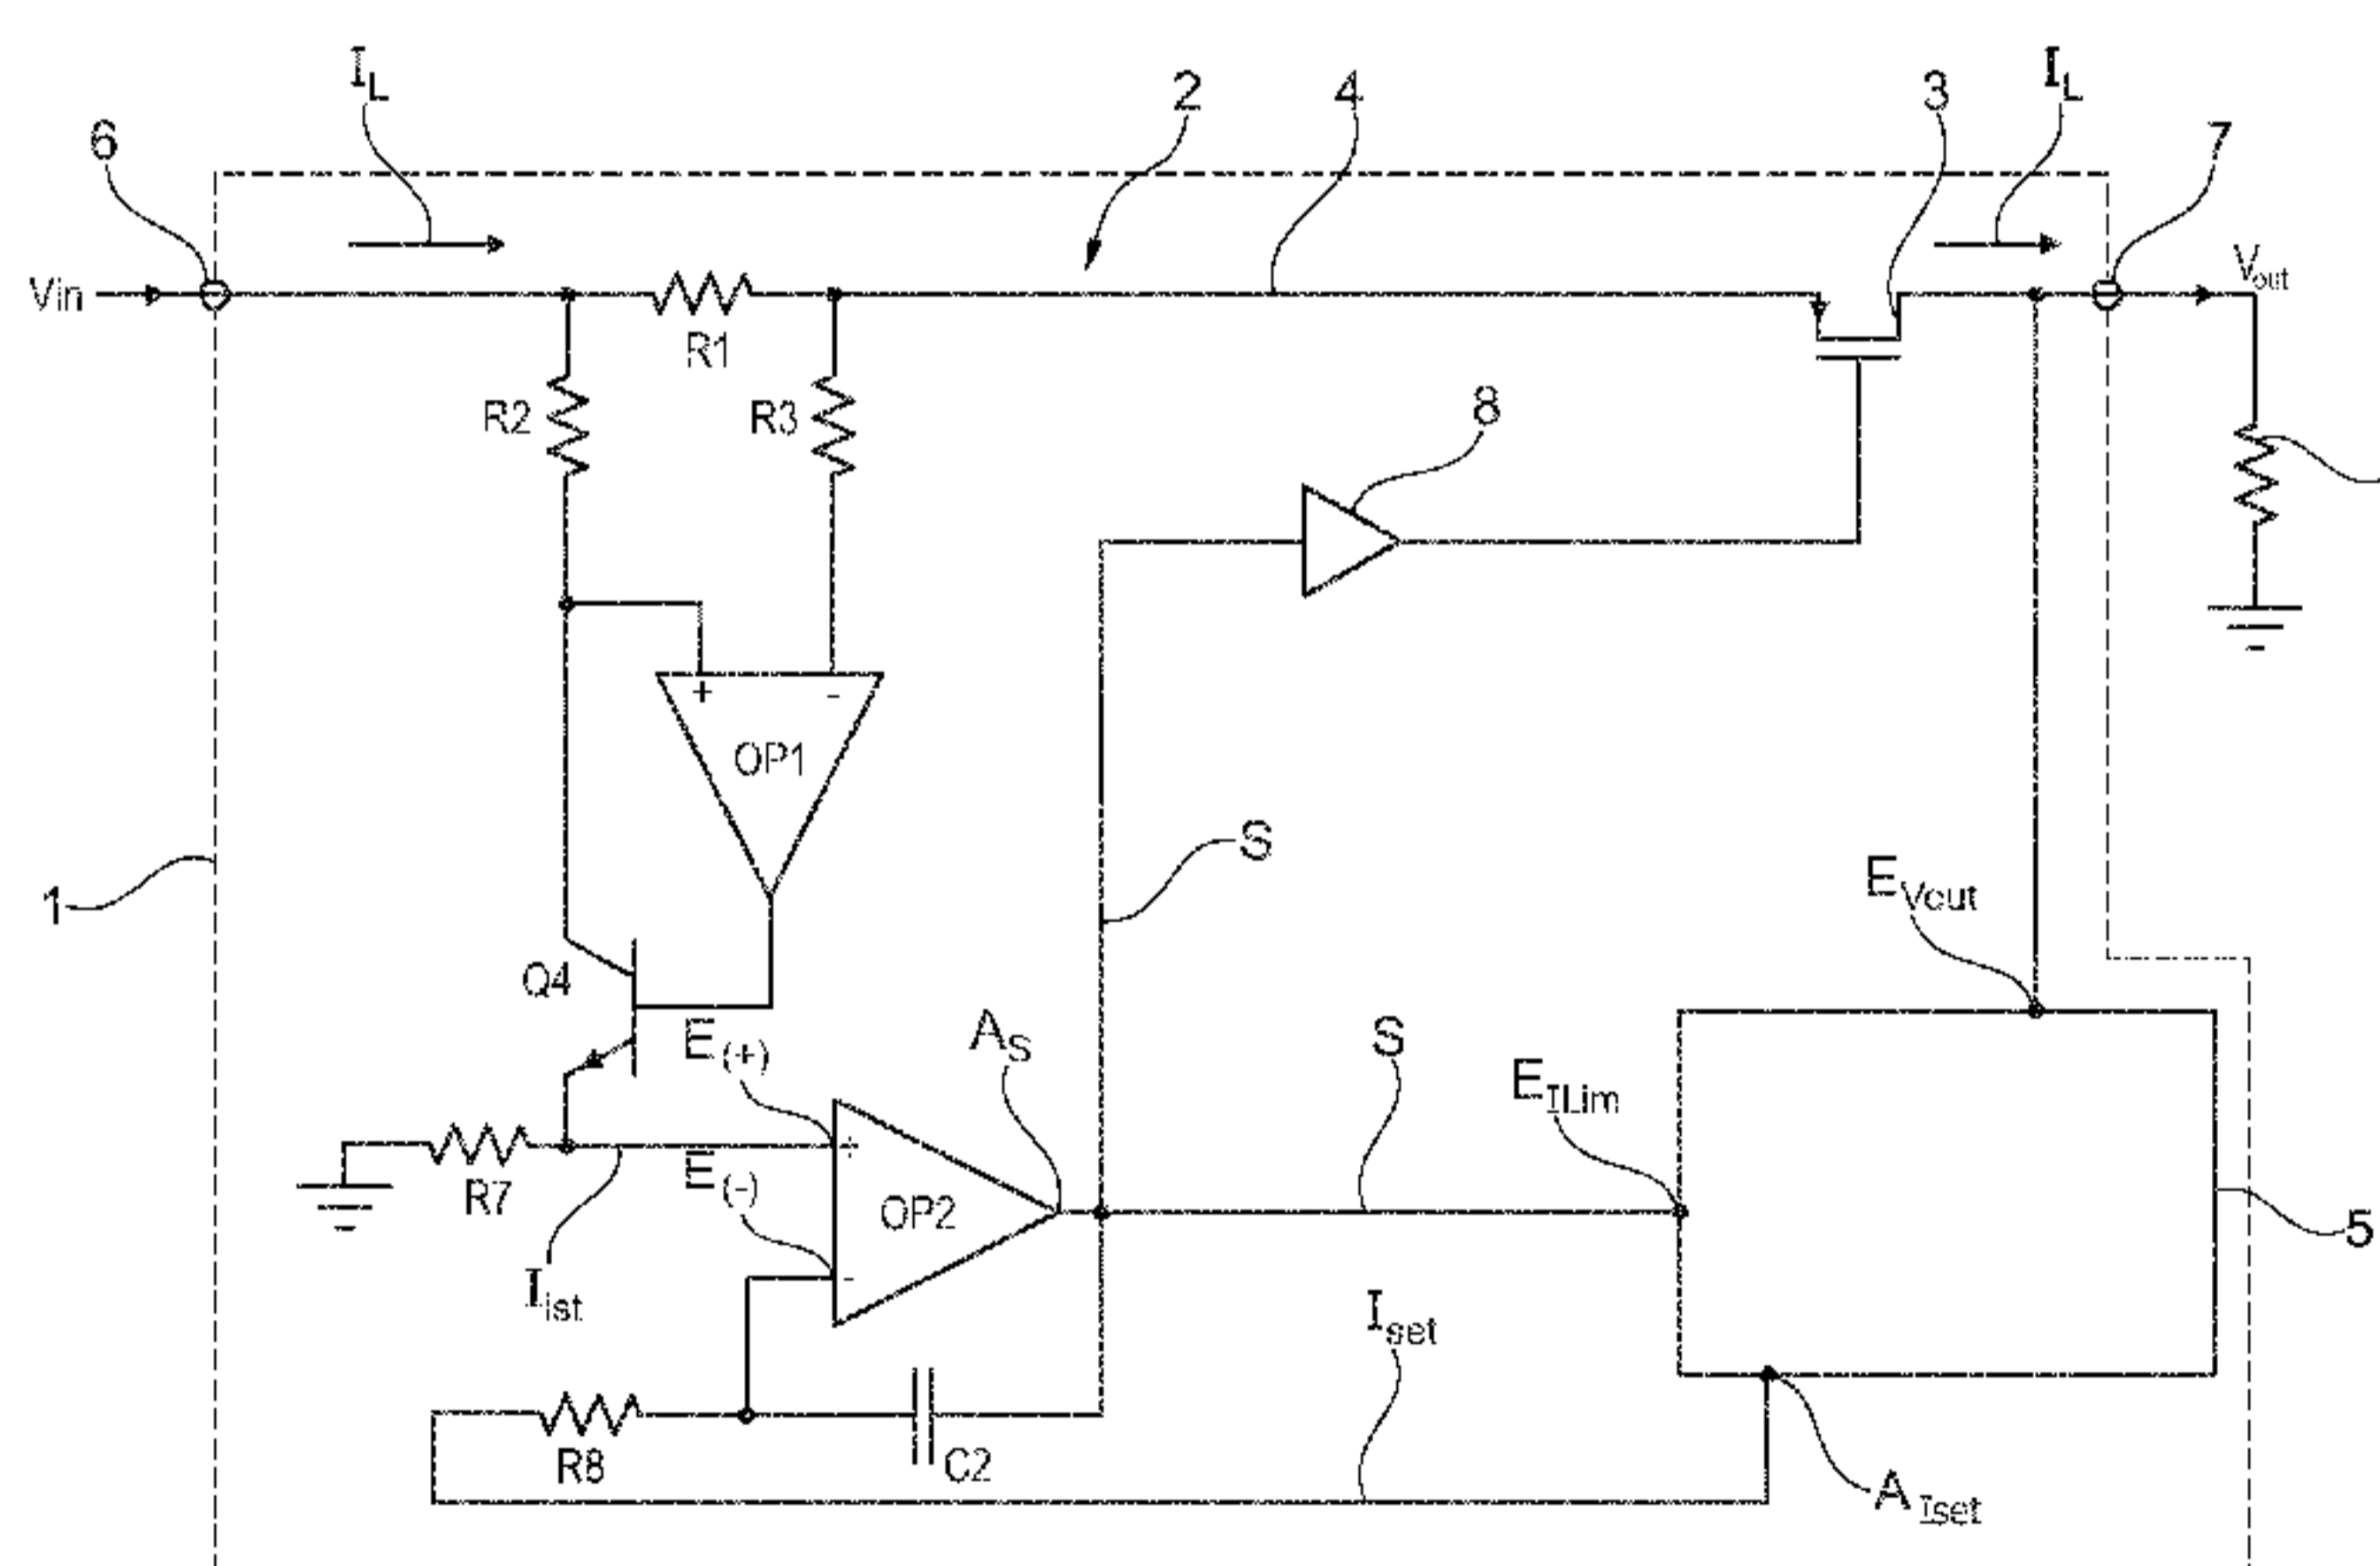 I_L
2
4
3
I_L
6
7
Vin
V_out
R1
R2
R3
8
+ -
OP1
S
1
E_Vout
Q4
E_(+)
A_S
S
E_ILim
+
R7
E_(-)
OP2
5
I_ist
-
I_set
R8
C2
A_Iset